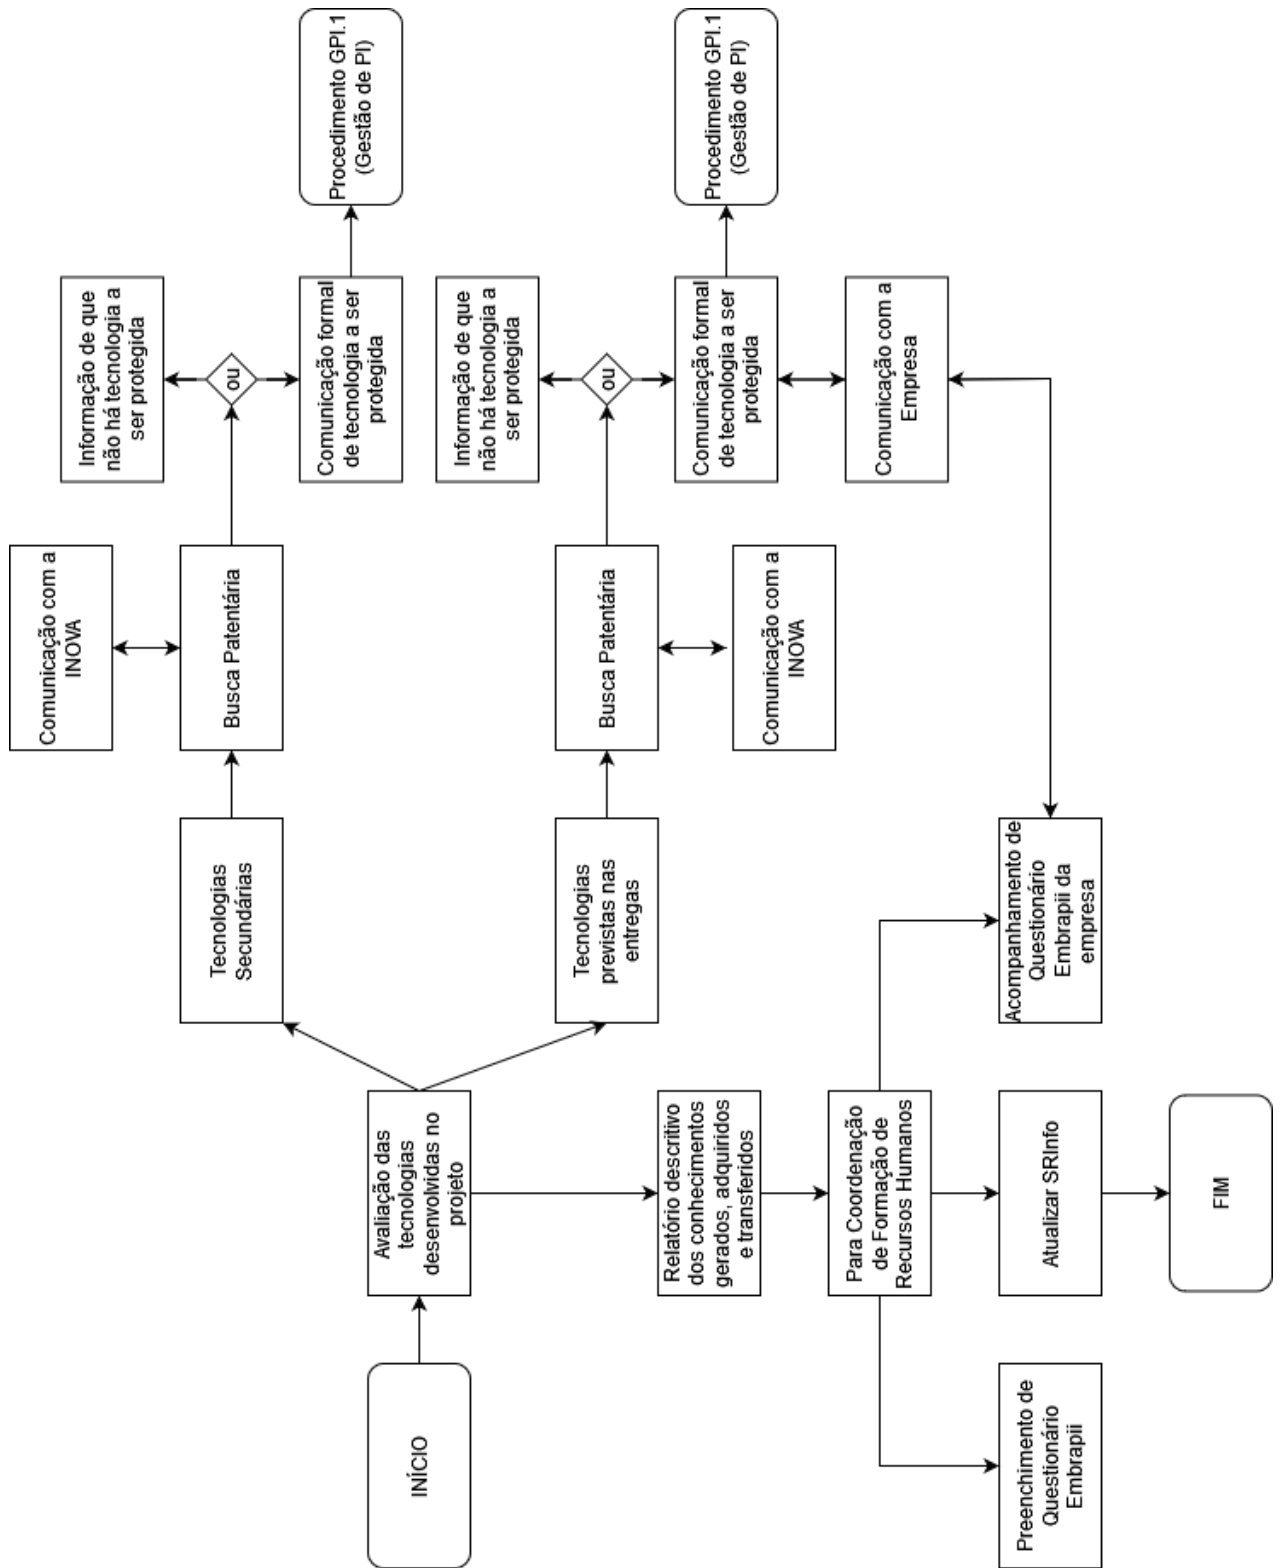 INÍCIO
Avaliação das
tecnologias
desenvolvidas no
projeto
Tecnologias
Secundárias
Comunicação com a
INOVA
Busca Patentária
Informação de que
não há tecnologia a
ser protegida
ou
Comunicação formal
de tecnologia a ser
protegida
Procedimento GPI.1
(Gestão de PI)
Tecnologias
previstas nas
entregas
Busca Patentária
Comunicação com a
INOVA
Informação de que
não há tecnologia a
ser protegida
ou
Comunicação formal
de tecnologia a ser
protegida
Procedimento GPI.1
(Gestão de PI)
Comunicação com a
Empresa
Relatório descritivo
dos conhecimentos
gerados, adquiridos
e transferidos
Para Coordenação
de Formação de
Recursos Humanos
Preenchimento de
Questionário
Embrapii
Atualizar SRInfo
Acompanhamento de
Questionário
Embrapii da
empresa
FIM